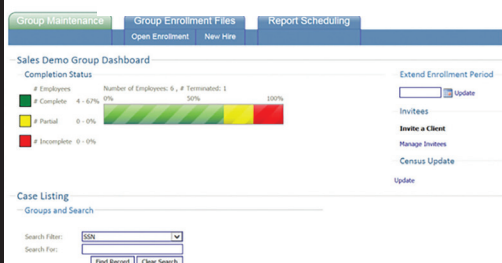 Group Maintenance
Group Enrollment Files
Report Scheduling
Open Enrollment
New Hire
Sales Demo Group Dashboard
Completion Status
# Employees
Number of Employees: 6 , # Terminated: 1
# Complete 4 - 67%
0% 50% 100%
# Partial 0 - 0%
# Incomplete 0 - 0%
Extend Enrollment Period
Update
Invitees
Invite a Client
Manage Invitees
Census Update
Update
Case Listing
Groups and Search
Search Filter: SSN
Search For:
Find Record Clear Search